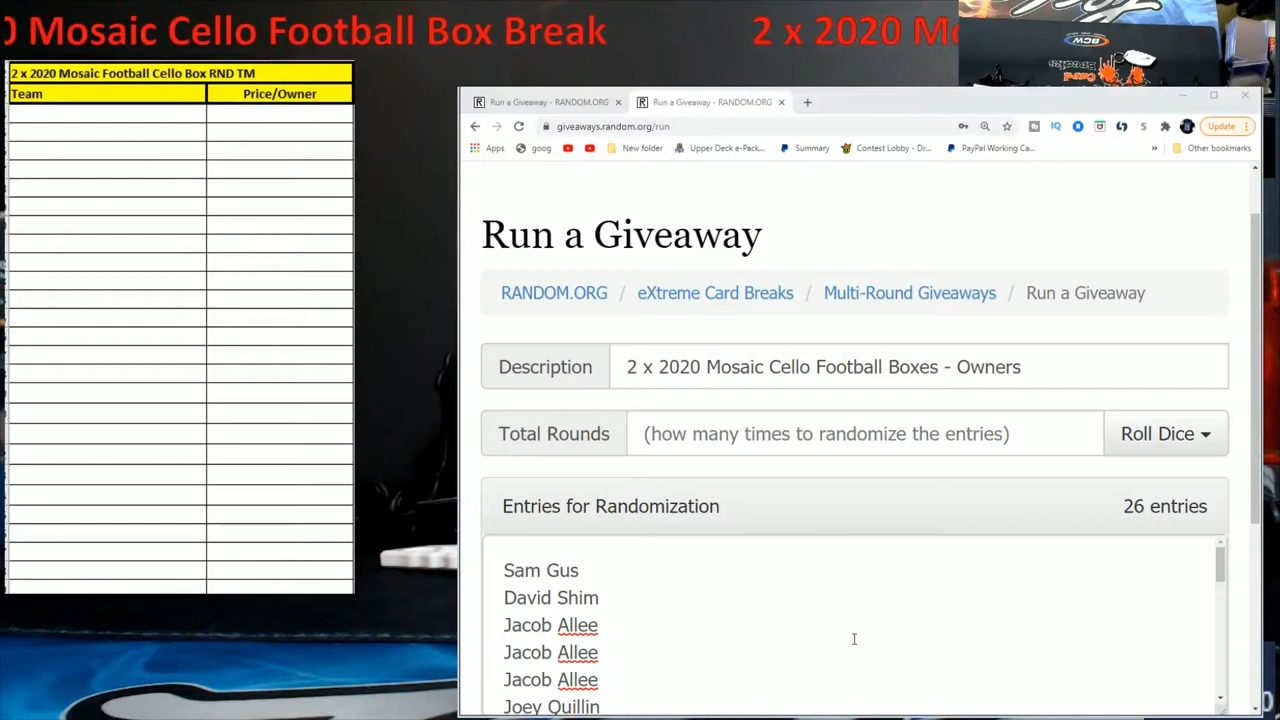 0 Mosaic Cello Football Box Break 2 x 2020 Mo
BCW
2 x 2020 Mosaic Football Cello Box RND TM
Team Price/Owner
Run a Giveaway - RANDOM.ORG Run a Giveaway - RANDOM.ORG
giveaways.random.org/run Update
Apps goog New folder Upper Deck e-Pack... Summary Contest Lobby - Dr... PayPal Working Ca... Other bookmarks
Run a Giveaway
RANDOM.ORG / eXtreme Card Breaks / Multi-Round Giveaways / Run a Giveaway
Description 2 x 2020 Mosaic Cello Football Boxes - Owners
Total Rounds (how many times to randomize the entries) Roll Dice
Entries for Randomization 26 entries
Sam Gus
David Shim
Jacob Allee
Jacob Allee
Jacob Allee
Joey Quillin